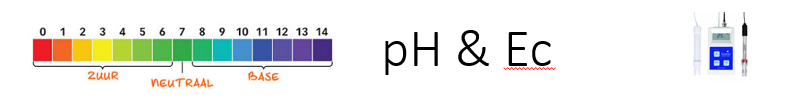 0 1 2 3 4 5 6 7 8 9 10 11 12 13 14
ZUUR
NEUTRAAL
BASE
pH & Ec